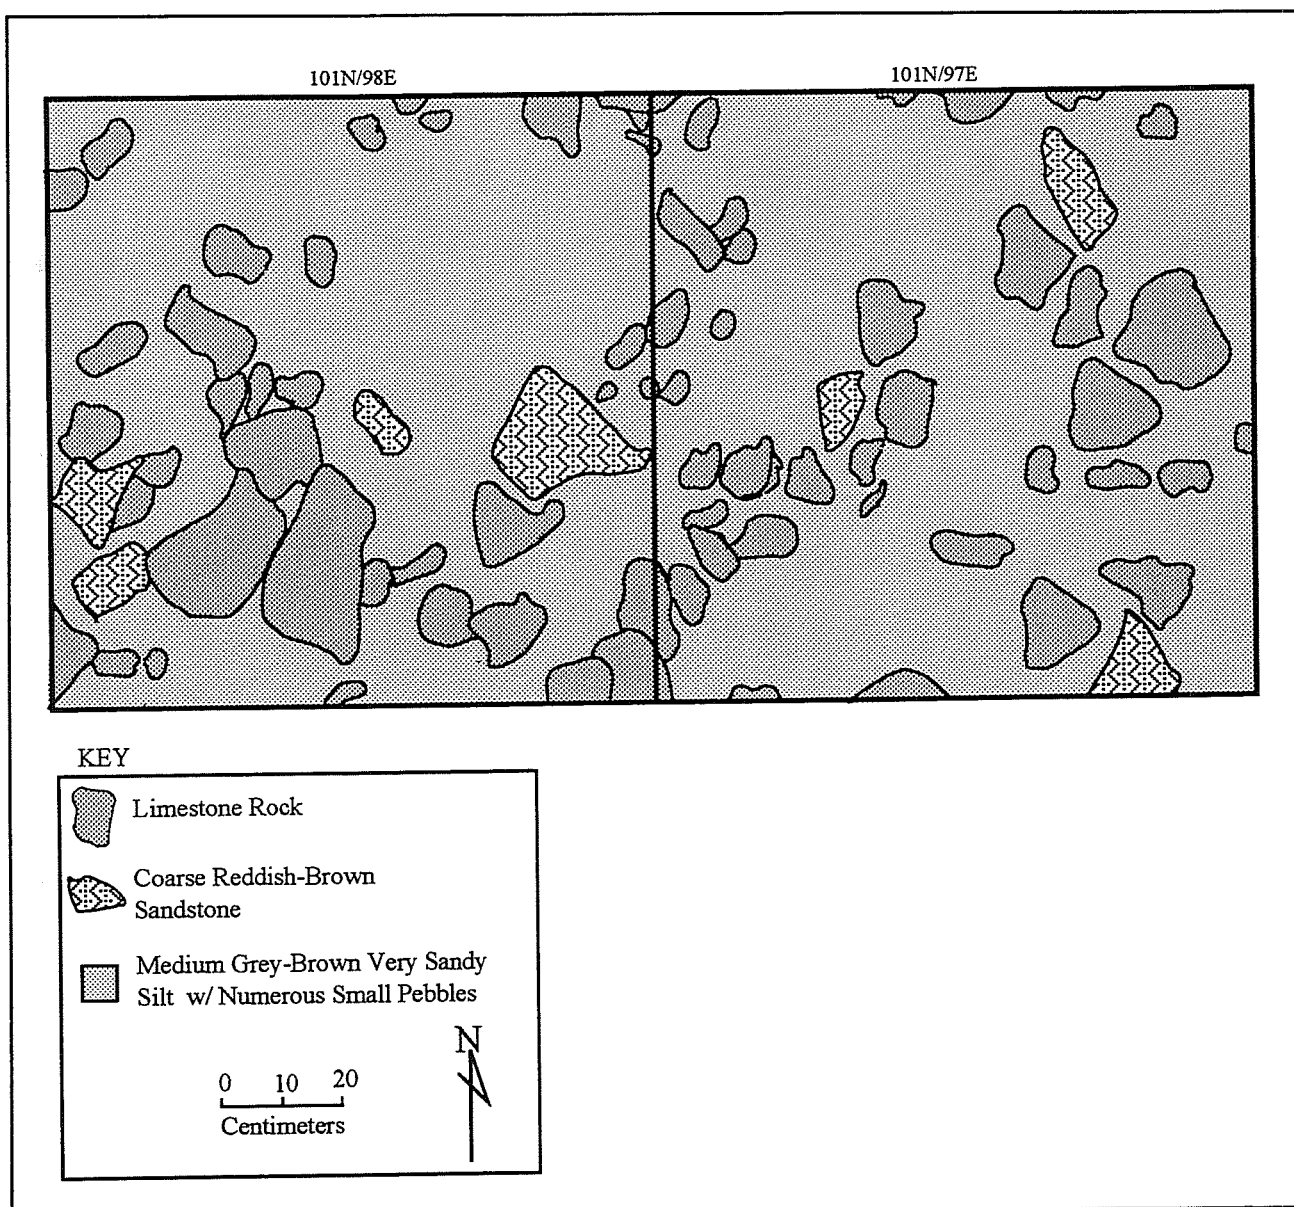 101N/98E
101N/97E
KEY
Limestone Rock
Coarse Reddish-Brown
Sandstone
Medium Grey-Brown Very Sandy
Silt w/ Numerous Small Pebbles
N
0 10 20
Centimeters